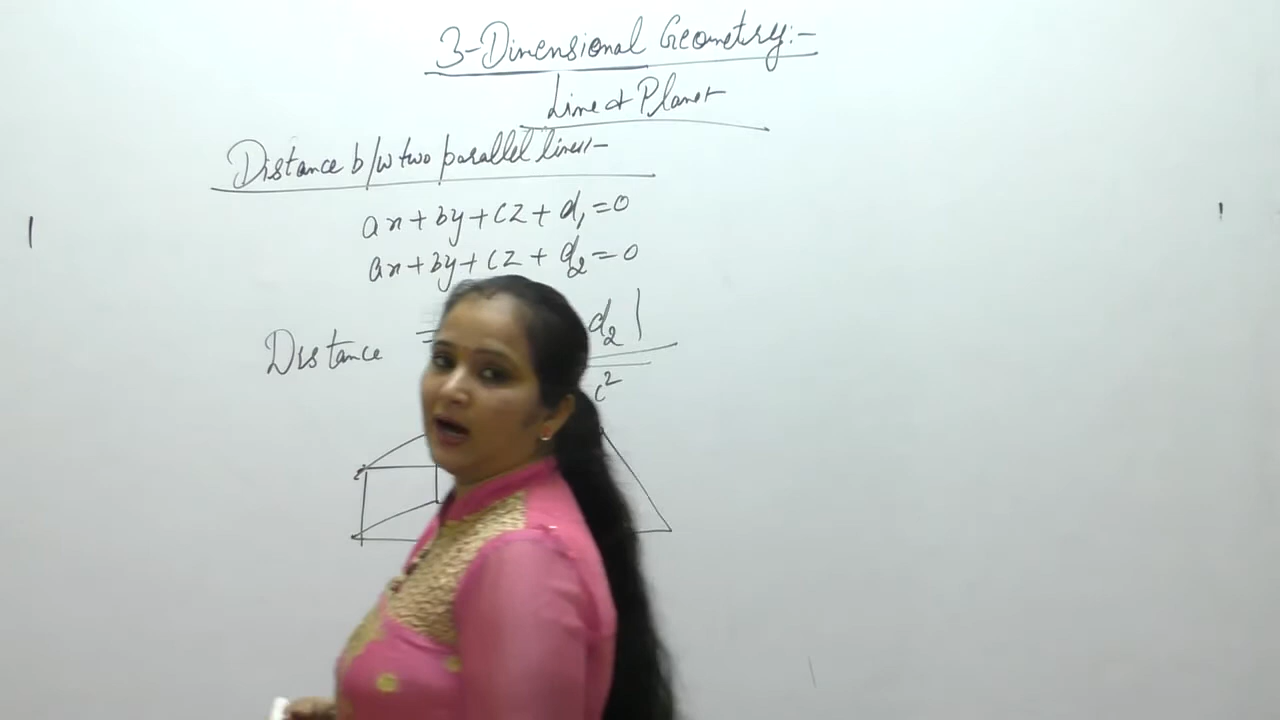 3-Dimensional Geometry:-
Line & Planer
Distance b/w two parallel lines:-
ax + by + cz + d₁ = 0
ax + by + cz + d₂ = 0
Distance = d₂ |
c²